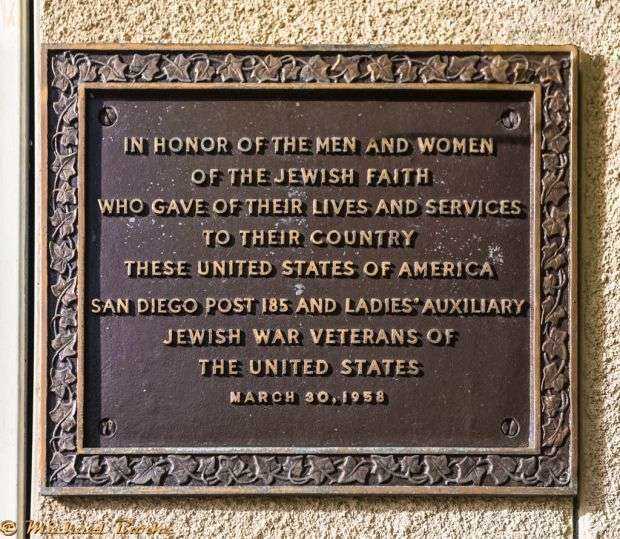 IN HONOR OF THE MEN AND WOMEN
OF THE JEWISH FAITH
WHO GAVE OF THEIR LIVES AND SERVICES
TO THEIR COUNTRY
THESE UNITED STATES OF AMERICA
SAN DIEGO POST 185 AND LADIES' AUXILIARY
JEWISH WAR VETERANS OF
THE UNITED STATES
MARCH 30, 1958
©